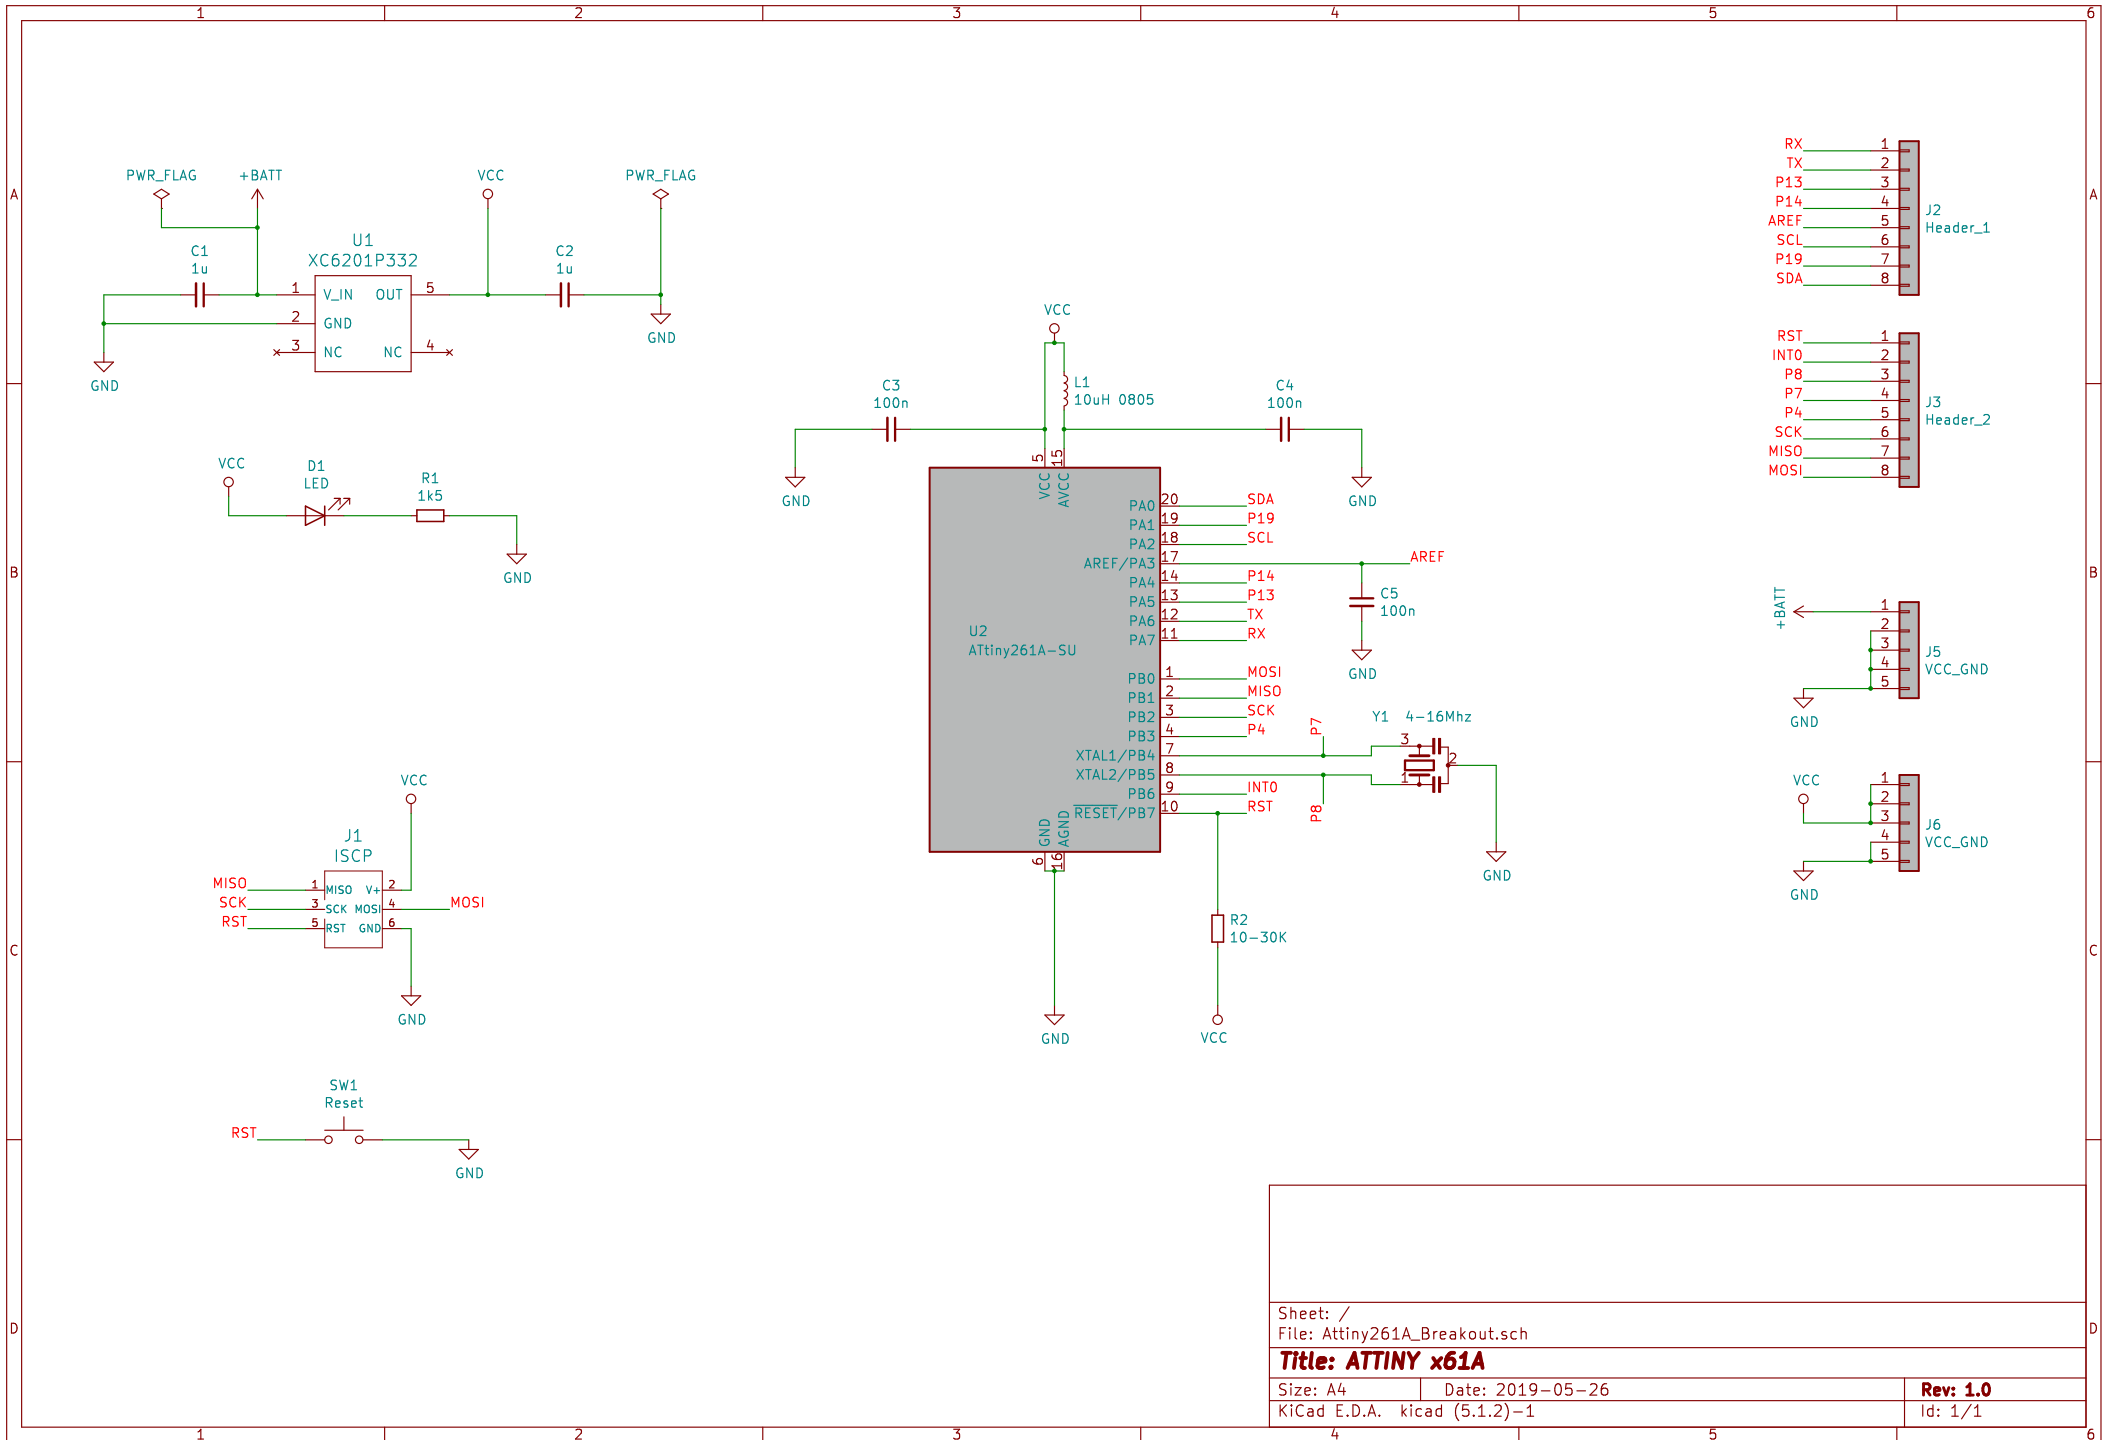 1 2 3 4 5 6
A A
B B
C C
D D
PWR_FLAG
+BATT
VCC
PWR_FLAG
C1
1u
U1
XC6201P332
C2
1u
1 V_IN OUT 5
2 GND
3 NC NC 4
GND
GND
VCC
D1
LED
R1
1k5
GND
VCC
J1
ISCP
MISO 1 MISO V+ 2
SCK 3 SCK MOSI 4 MOSI
RST 5 RST GND 6
GND
SW1
Reset
RST
GND
VCC
L1
10uH 0805
C3
100n
C4
100n
GND
GND
5 15
VCC AVCC
U2
ATtiny261A-SU
PA0 20 SDA
PA1 19 P19
PA2 18 SCL
AREF/PA3 17 AREF
PA4 14 P14
PA5 13 P13
PA6 12 TX
PA7 11 RX
PB0 1 MOSI
PB1 2 MISO
PB2 3 SCK
PB3 4 P4
XTAL1/PB4 7
XTAL2/PB5 8
PB6 9 INT0
RESET/PB7 10 RST
GND AGND
6 16
GND
C5
100n
GND
P7
P8
Y1 4-16Mhz
3
2
1
GND
R2
10-30K
VCC
RX 1
TX 2
P13 3
P14 4
AREF 5
SCL 6
P19 7
SDA 8
J2
Header_1
RST 1
INT0 2
P8 3
P7 4
P4 5
SCK 6
MISO 7
MOSI 8
J3
Header_2
+BATT
1
2
3
4
5
J5
VCC_GND
GND
VCC
1
2
3
4
5
J6
VCC_GND
GND
Sheet: /
File: Attiny261A_Breakout.sch
Title: ATTINY x61A
Size: A4 Date: 2019-05-26 Rev: 1.0
KiCad E.D.A. kicad (5.1.2)-1 Id: 1/1
1 2 3 4 5 6